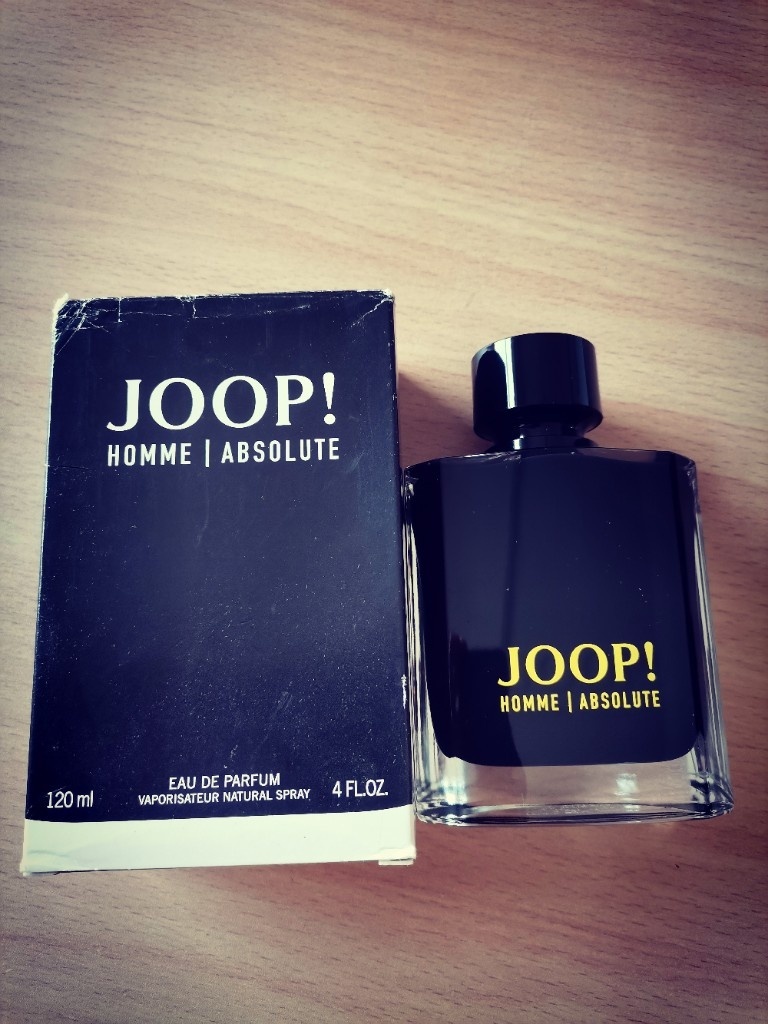 JOOP!
HOMME | ABSOLUTE
EAU DE PARFUM
120 ml VAPORISATEUR NATURAL SPRAY 4 FL.OZ.
JOOP!
HOMME | ABSOLUTE